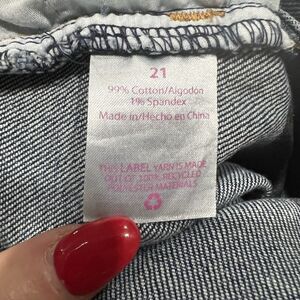 21
99% Cotton/Algodon
1% Spandex
Made in/Hecho en China
THIS LABEL YARN IS MADE
OUT OF 100% RECYCLED
POLYESTER MATERIALS